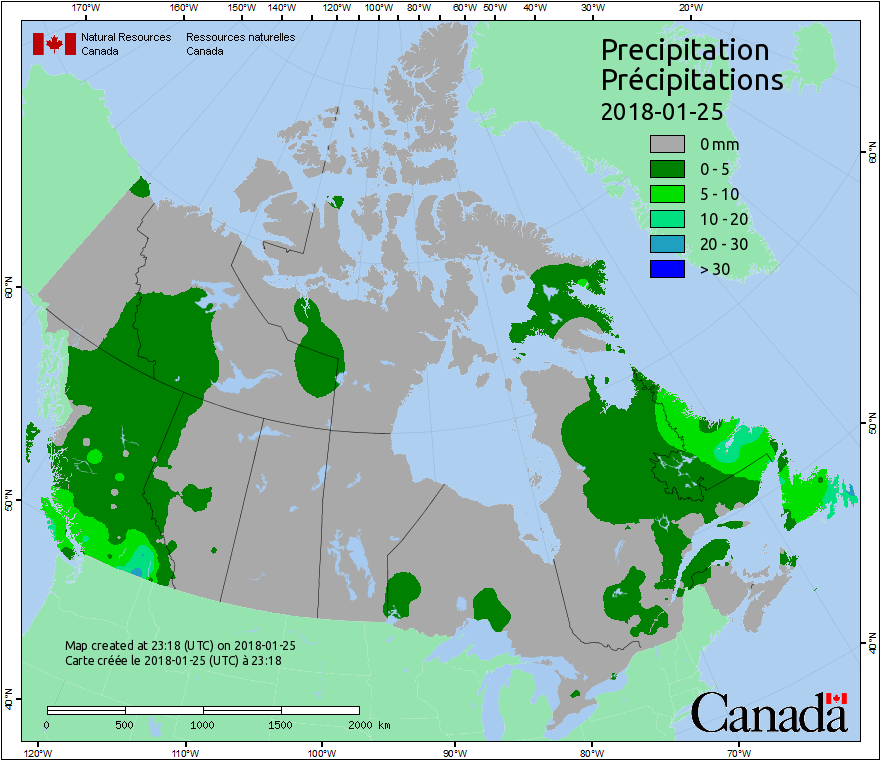 170°W 160°W 150°W 140°W 130°W 120°W 110°W 100°W 90°W 80°W 70°W 60°W 50°W 40°W 30°W 20°W
Natural Resources Canada
Ressources naturelles Canada
Precipitation
Précipitations
2018-01-25
0 mm
0 - 5
5 - 10
10 - 20
20 - 30
> 30
60°N
50°N
40°N
60°N
50°N
40°N
Map created at 23:18 (UTC) on 2018-01-25
Carte créée le 2018-01-25 (UTC) à 23:18
0 500 1000 1500 2000 km
Canada
120°W 110°W 100°W 90°W 80°W 70°W